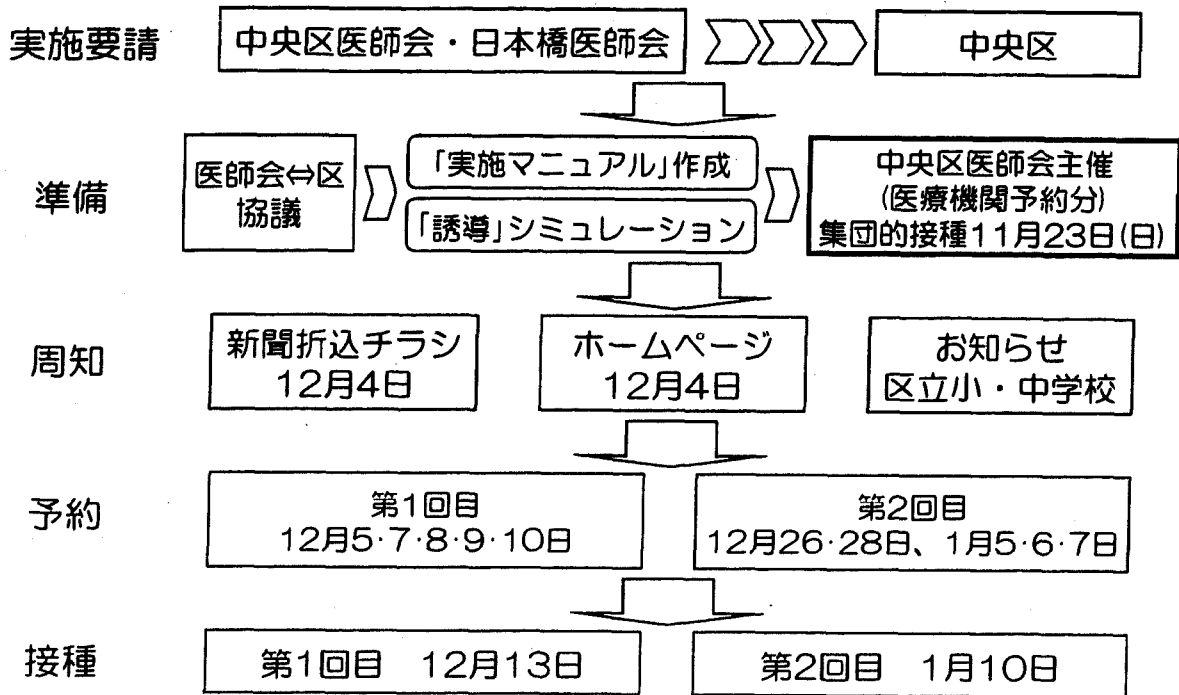 実施要請
中央区医師会・日本橋医師会
中央区
準備
医師会⇔区
協議
「実施マニュアル」作成
「誘導」シミュレーション
中央区医師会主催
(医療機関予約分)
集団的接種11月23日(日)
周知
新聞折込チラシ
12月4日
ホームページ
12月4日
お知らせ
区立小・中学校
予約
第1回目
12月5・7・8・9・10日
第2回目
12月26・28日、1月5・6・7日
接種
第1回目 12月13日
第2回目 1月10日